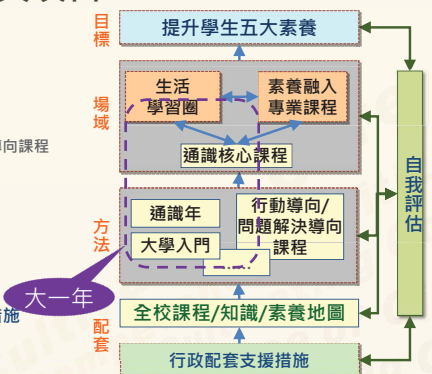 目標
提升學生五大素養
場域
生活
學習圈
素養融入
專業課程
通識核心課程
向課程
自我評估
方法
通識年
大學入門
行動導向/
問題解決導向
課程
大一年
施
配套
全校課程/知識/素養地圖
行政配套支援措施